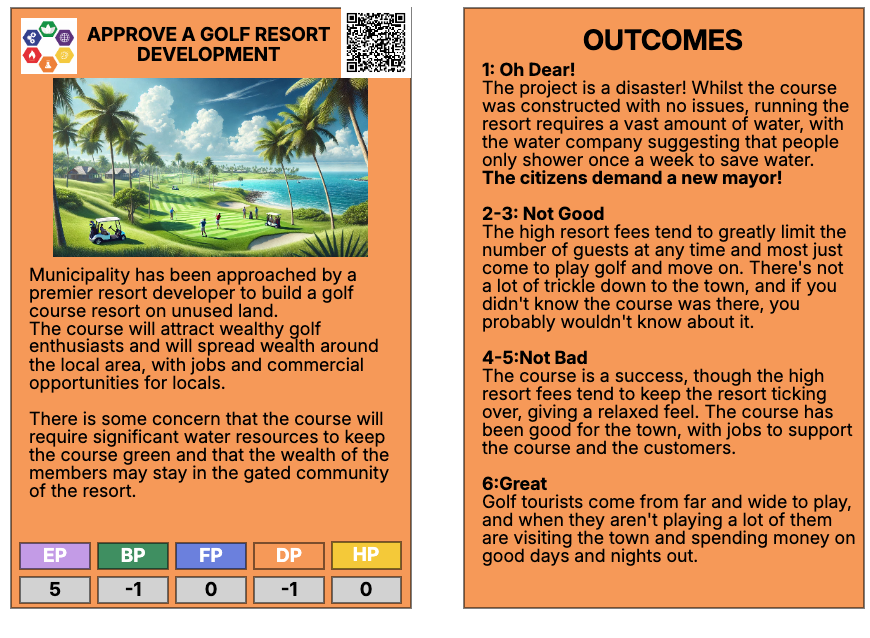 APPROVE A GOLF RESORT
DEVELOPMENT
Municipality has been approached by a
premier resort developer to build a golf
course resort on unused land.
The course will attract wealthy golf
enthusiasts and will spread wealth around
the local area, with jobs and commercial
opportunities for locals.
There is some concern that the course will
require significant water resources to keep
the course green and that the wealth of the
members may stay in the gated community
of the resort.
EP BP FP DP HP
5 -1 0 -1 0
OUTCOMES
1: Oh Dear!
The project is a disaster! Whilst the course
was constructed with no issues, running the
resort requires a vast amount of water, with
the water company suggesting that people
only shower once a week to save water.
The citizens demand a new mayor!
2-3: Not Good
The high resort fees tend to greatly limit the
number of guests at any time and most just
come to play golf and move on. There's not
a lot of trickle down to the town, and if you
didn't know the course was there, you
probably wouldn't know about it.
4-5:Not Bad
The course is a success, though the high
resort fees tend to keep the resort ticking
over, giving a relaxed feel. The course has
been good for the town, with jobs to support
the course and the customers.
6:Great
Golf tourists come from far and wide to play,
and when they aren't playing a lot of them
are visiting the town and spending money on
good days and nights out.